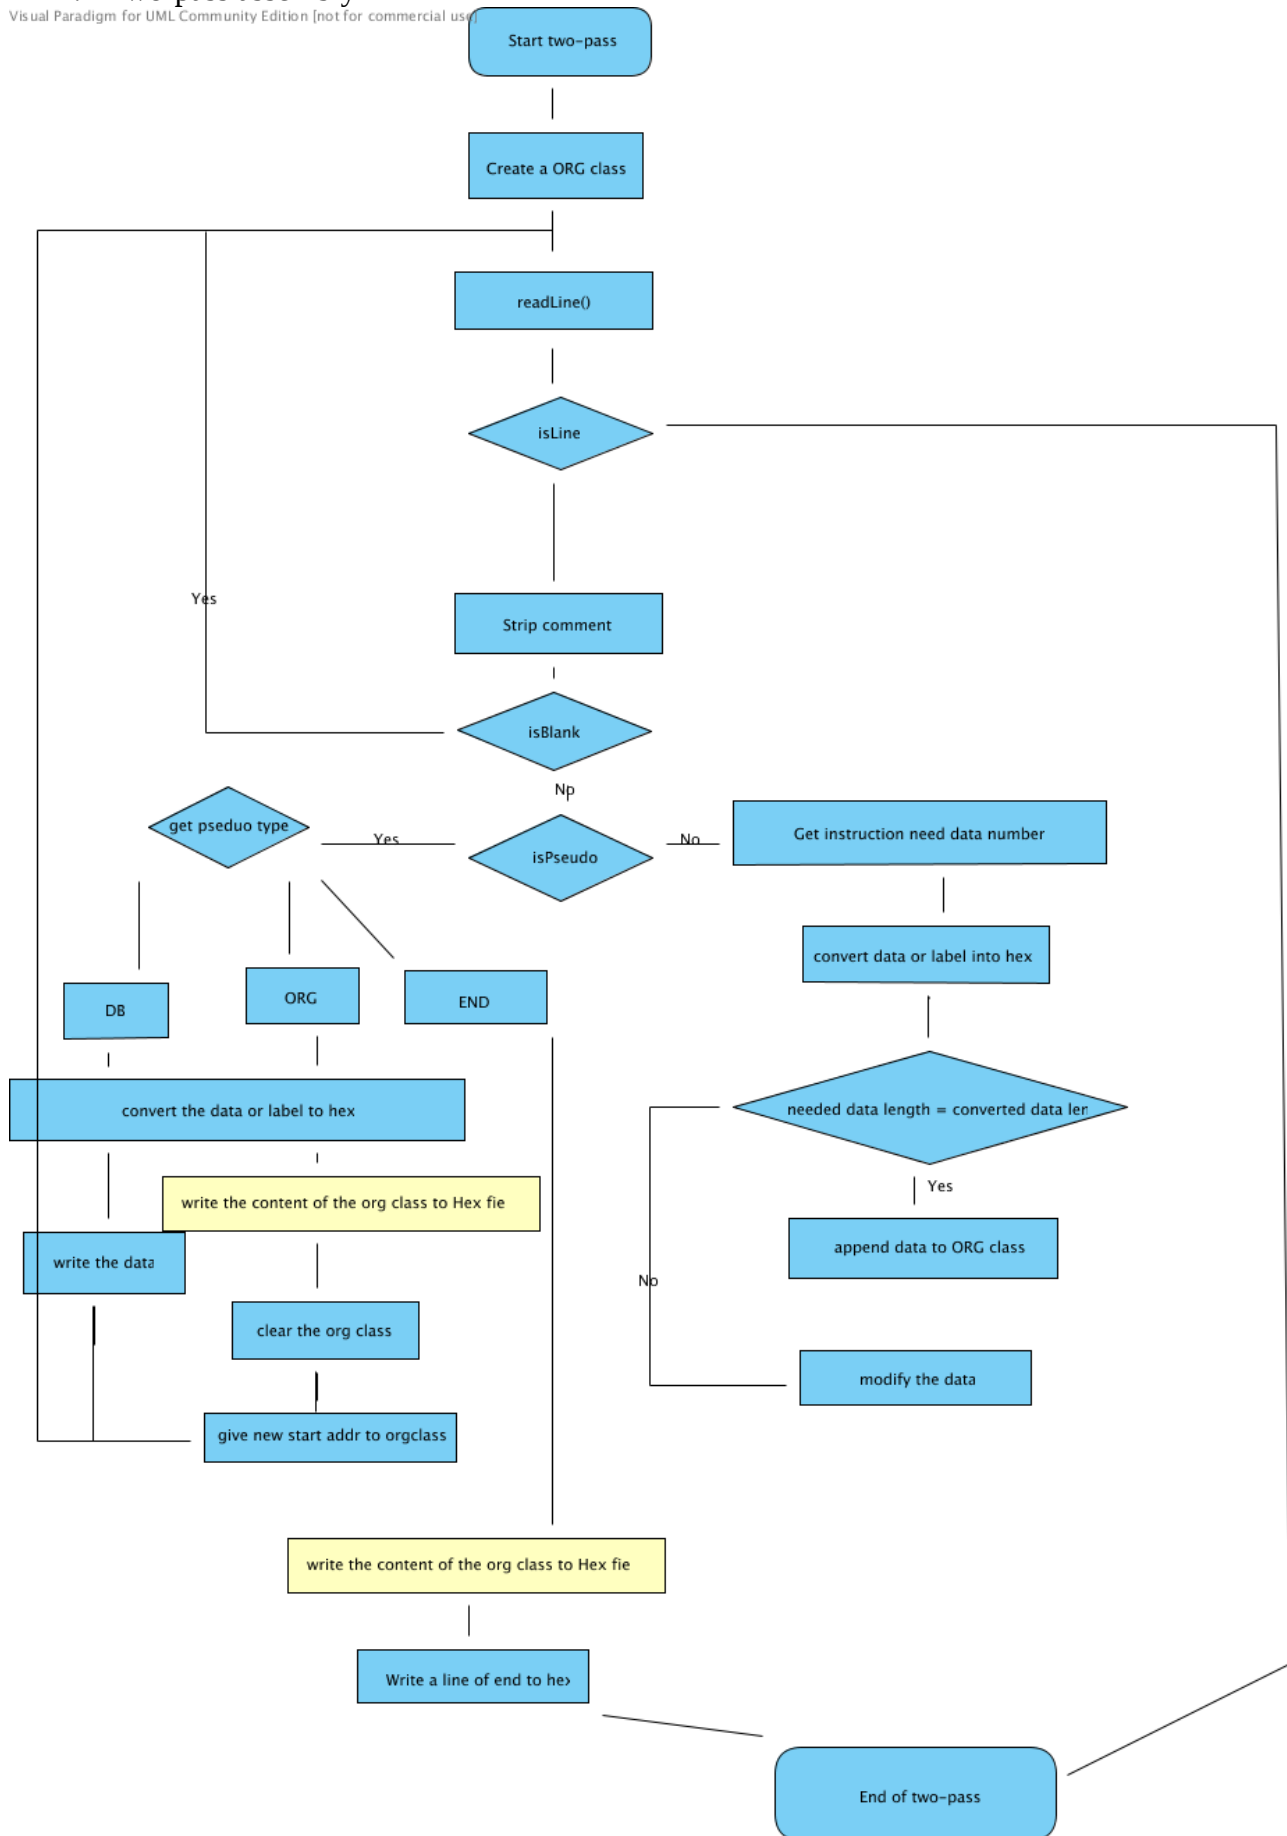 Two-pass assembly
Visual Paradigm for UML Community Edition [not for commercial use]
Start two-pass
Create a ORG class
readLine()
isLine
Yes
Strip comment
isBlank
No
get pseduo type
Yes
isPseudo
No
Get instruction need data number
convert data or label into hex
DB
ORG
END
convert the data or label to hex
needed data length = converted data len
Yes
write the content of the org class to Hex fie
write the data
append data to ORG class
No
clear the org class
modify the data
give new start addr to orgclass
write the content of the org class to Hex fie
Write a line of end to hex
End of two-pass